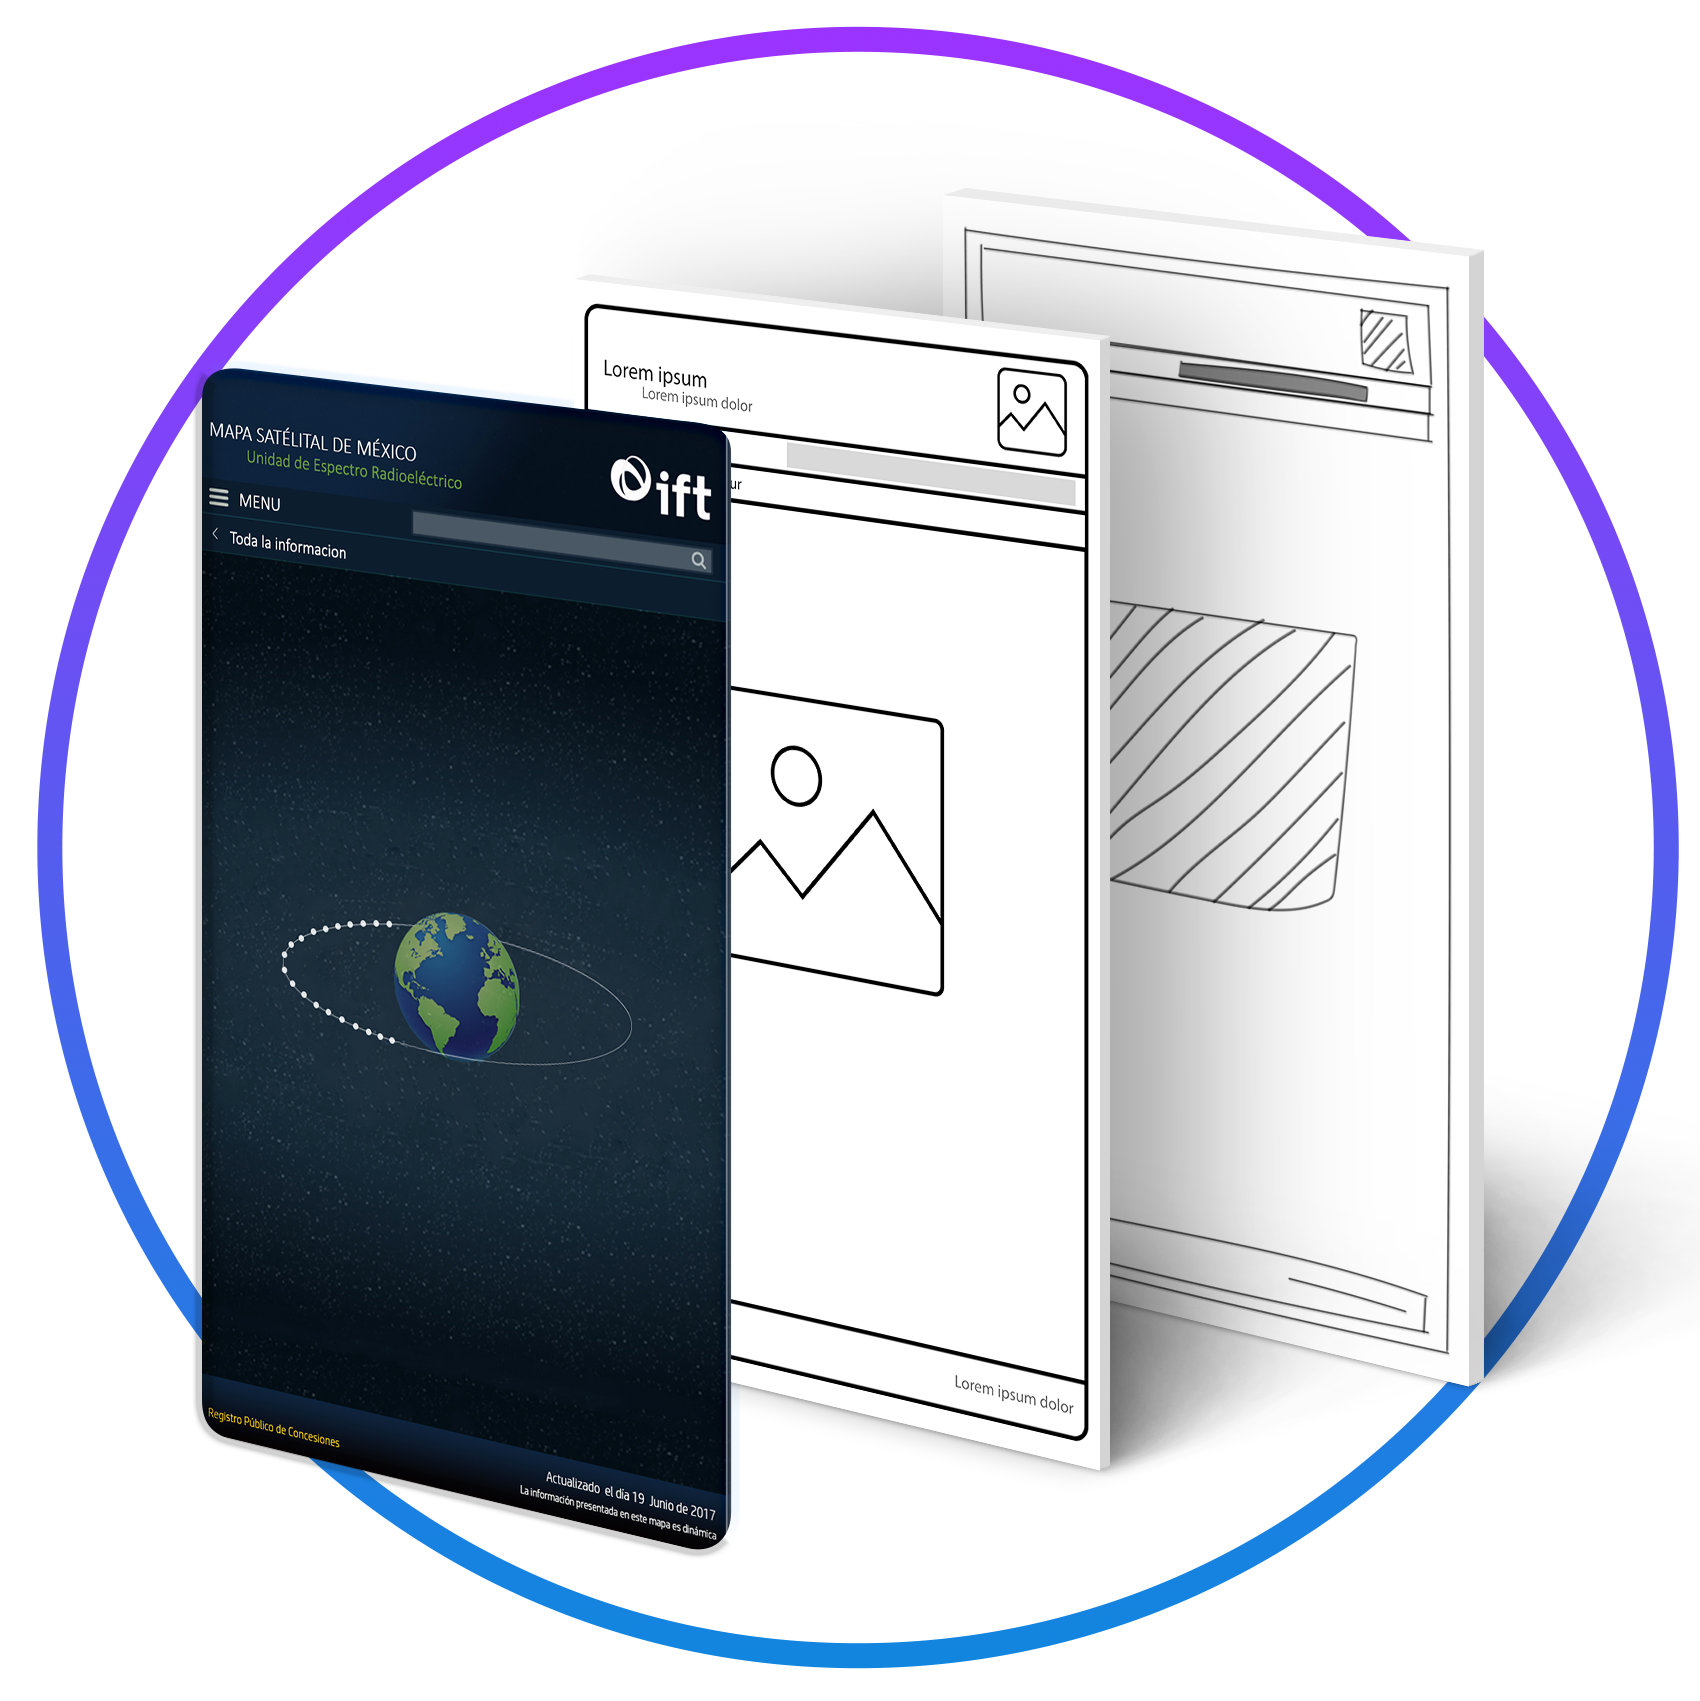 MAPA SATÉLITAL DE MÉXICO
Unidad de Espectro Radioeléctrico
ift
MENU
Toda la informacion
Registro Público de Concesiones
Actualizado el día 19 Junio de 2017
La información presentada en este mapa es dinámica
Lorem ipsum
Lorem ipsum dolor
ur
Lorem ipsum dolor